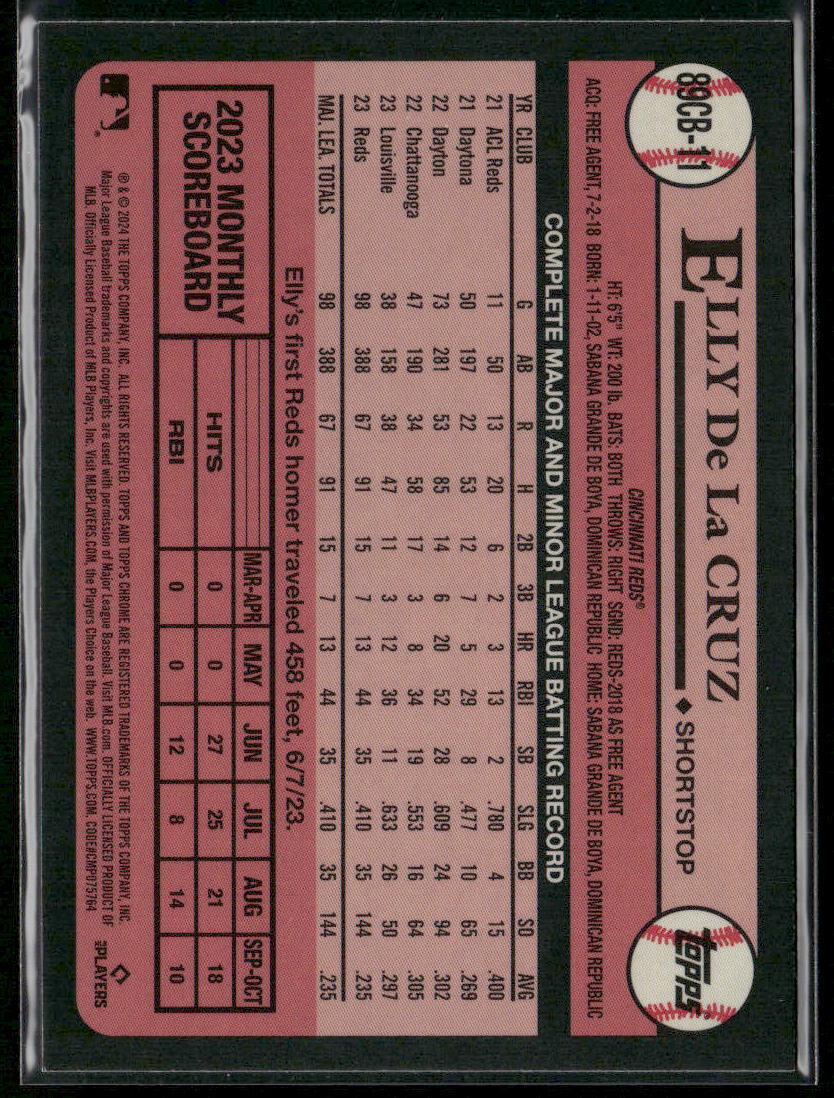 89CB-11
ELLY De La CRUZ ◆ SHORTSTOP
topps®
CINCINNATI REDS®
HT: 6'5" WT: 200 lb. BATS: BOTH THROWS: RIGHT SGND: REDS-2018 AS FREE AGENT
ACQ: FREE AGENT, 7-2-18 BORN: 1-11-02, SABANA GRANDE DE BOYA, DOMINICAN REPUBLIC HOME: SABANA GRANDE DE BOYA, DOMINICAN REPUBLIC
COMPLETE MAJOR AND MINOR LEAGUE BATTING RECORD
YR CLUB G AB R H 2B 3B HR RBI SB SLG BB SO AVG
21 ACL Reds 11 50 13 20 6 2 3 13 2 .780 4 15 .400
21 Daytona 50 197 22 53 12 7 5 29 8 .477 10 65 .269
22 Dayton 73 281 53 85 14 6 20 52 28 .609 24 94 .302
22 Chattanooga 47 190 34 58 17 3 8 34 19 .553 16 64 .305
23 Louisville 38 158 38 47 11 3 12 36 11 .633 26 50 .297
23 Reds 98 388 67 91 15 7 13 44 35 .410 35 144 .235
MAJ. LEA. TOTALS 98 388 67 91 15 7 13 44 35 .410 35 144 .235
Elly's first Reds homer traveled 458 feet, 6/7/23.
2023 MONTHLY
SCOREBOARD
MAR-APR MAY JUN JUL AUG SEP-OCT
HITS 0 0 27 25 21 18
RBI 0 0 12 8 14 10
® & © 2024 THE TOPPS COMPANY, INC. ALL RIGHTS RESERVED. TOPPS AND TOPPS CHROME ARE REGISTERED TRADEMARKS OF THE TOPPS COMPANY, INC.
Major League Baseball trademarks and copyrights are used with permission of Major League Baseball. Visit MLB.com. OFFICIALLY LICENSED PRODUCT OF
MLB. Officially Licensed Product of MLB Players, Inc. Visit MLBPLAYERS.COM, the Players Choice on the web. WWW.TOPPS.COM. CODE#CMP075764
MLBPLAYERS